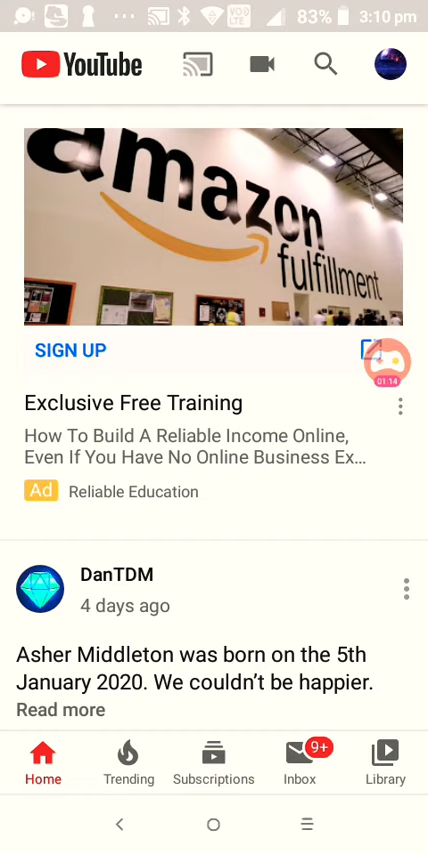 VO) LTE 83% 3:10 pm
YouTube
amazon
fulfillment
SIGN UP
01:14
Exclusive Free Training
How To Build A Reliable Income Online,
Even If You Have No Online Business Ex...
Ad Reliable Education
DanTDM
4 days ago
Asher Middleton was born on the 5th
January 2020. We couldn’t be happier.
Read more
9+
Home Trending Subscriptions Inbox Library